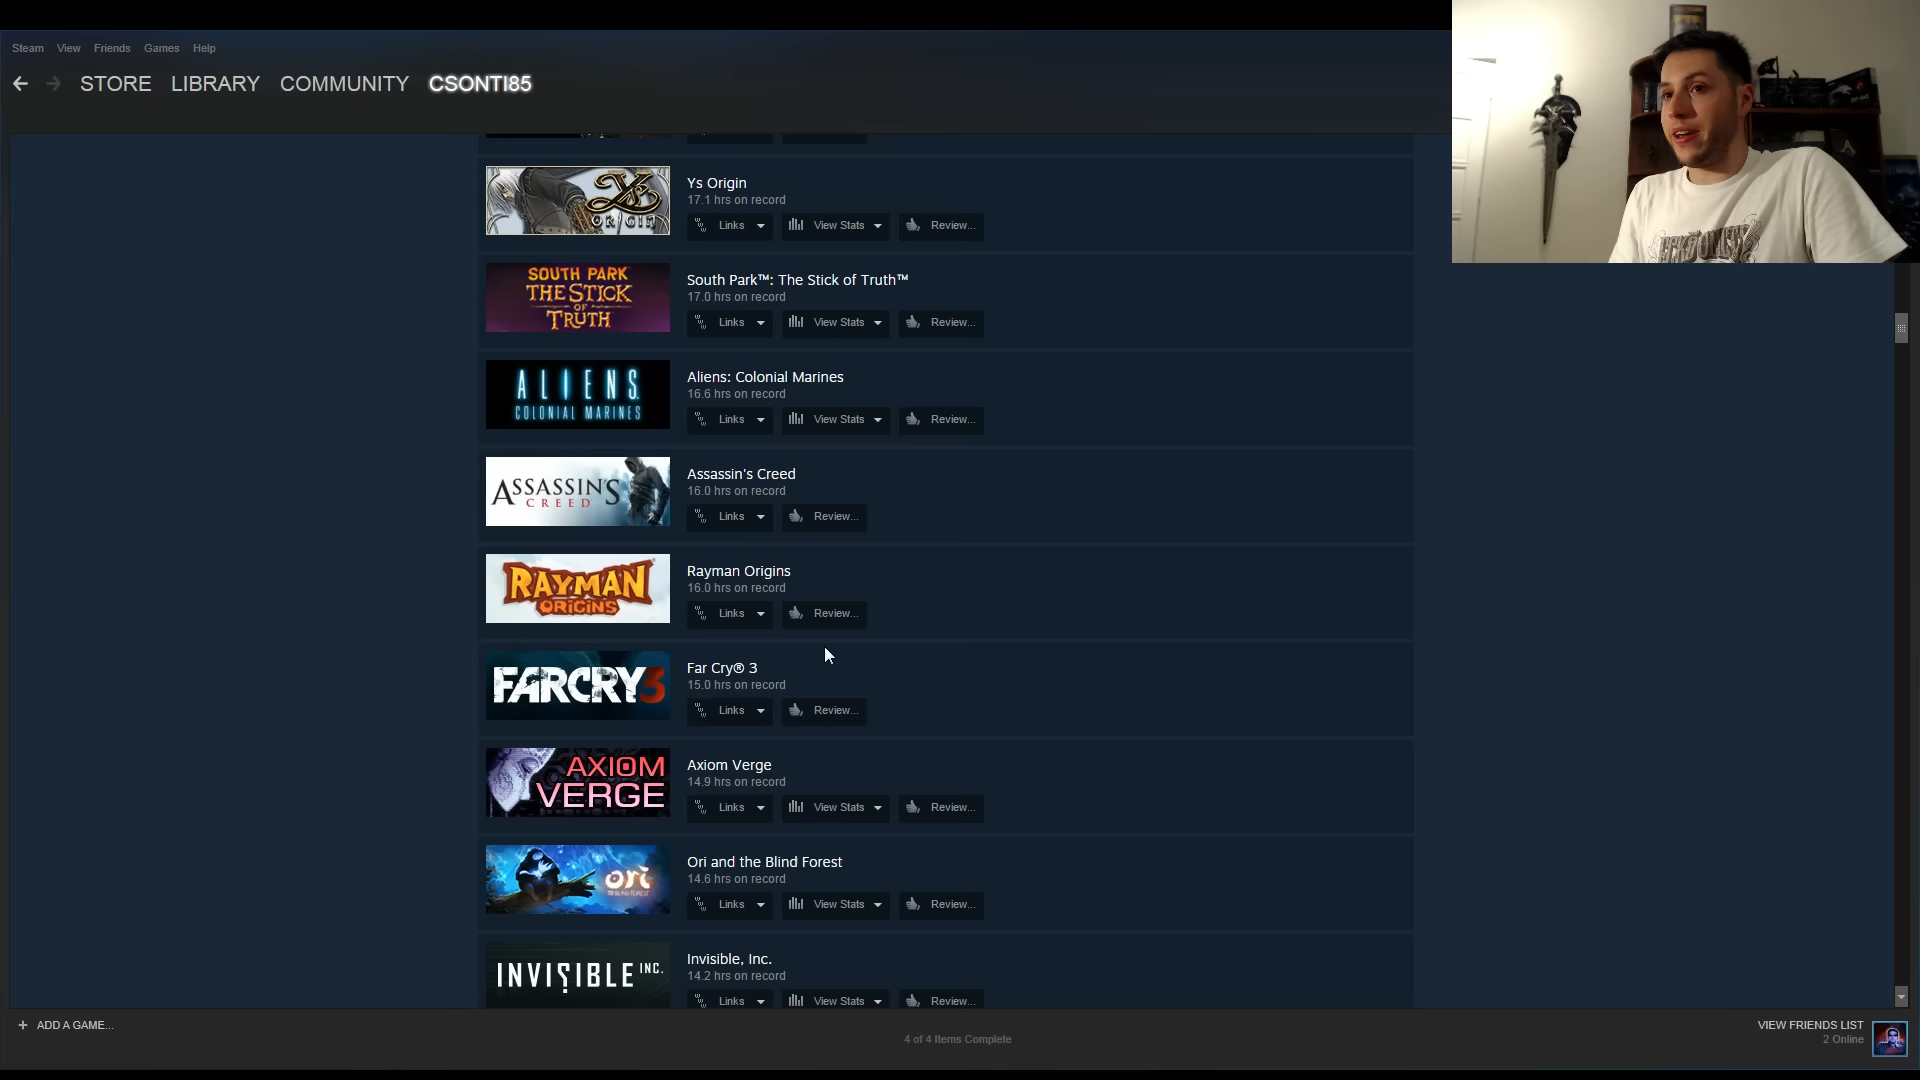 Steam View Friends Games Help
STORE LIBRARY COMMUNITY CSONTI85
Ys ORIGIN
Ys Origin
17.1 hrs on record
Links View Stats Review...
SOUTH PARK
THE STICK
OF
TRUTH
South Park™: The Stick of Truth™
17.0 hrs on record
Links View Stats Review...
ALIENS
COLONIAL MARINES
Aliens: Colonial Marines
16.6 hrs on record
Links View Stats Review...
ASSASSIN'S
CREED
Assassin's Creed
16.0 hrs on record
Links Review...
RAYMAN
ORIGINS
Rayman Origins
16.0 hrs on record
Links Review...
FARCRY3
Far Cry® 3
15.0 hrs on record
Links Review...
AXIOM
VERGE
Axiom Verge
14.9 hrs on record
Links View Stats Review...
ori
AND THE BLIND FOREST
Ori and the Blind Forest
14.6 hrs on record
Links View Stats Review...
INVISIBLE INC.
Invisible, Inc.
14.2 hrs on record
Links View Stats Review...
+ ADD A GAME...
4 of 4 Items Complete
VIEW FRIENDS LIST
2 Online